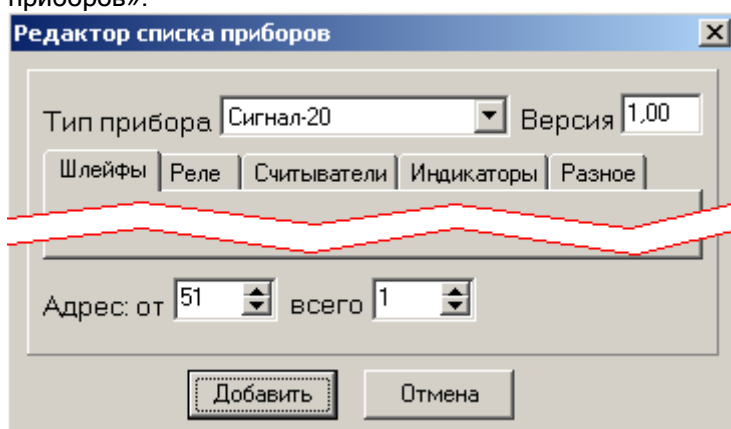 приборов».
Редактор списка приборов
Тип прибора Сигнал-20 Версия 1,00
Шлейфы Реле Считыватели Индикаторы Разное
Адрес: от 51 всего 1
Добавить Отмена